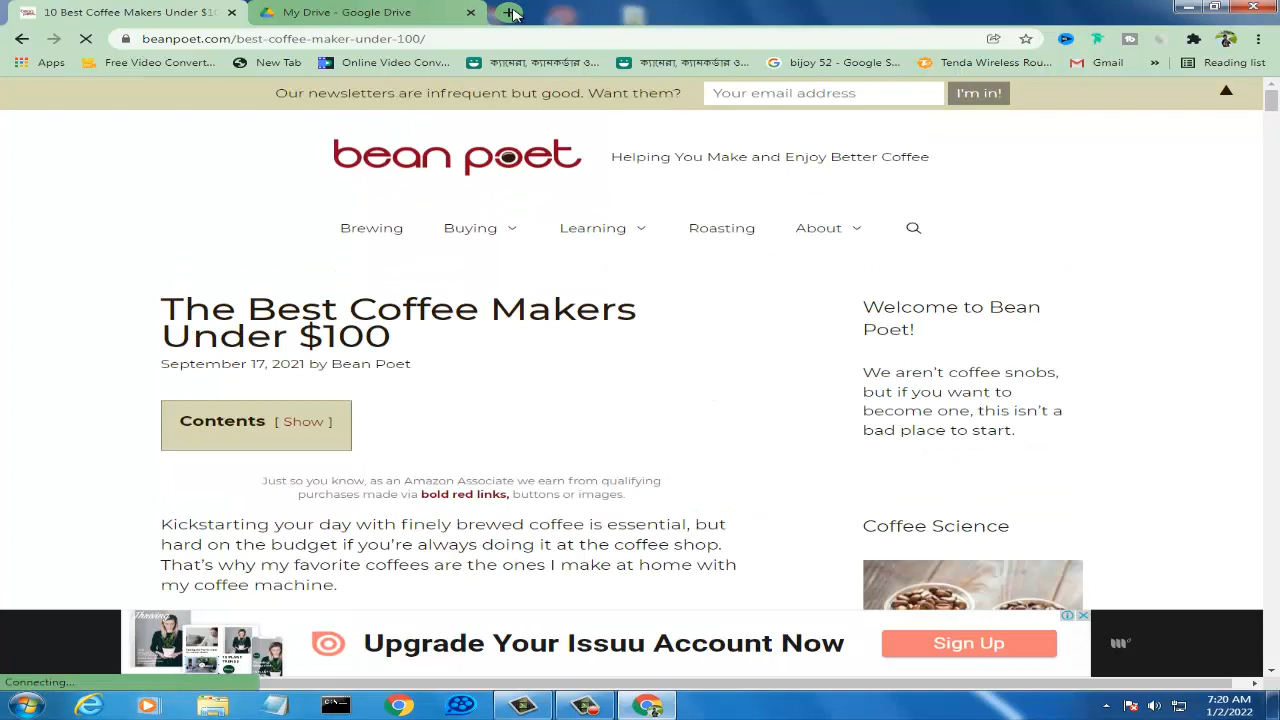 10 Best Coffee Makers Under $10
My Drive - Google Drive
beanpoet.com/best-coffee-maker-under-100/
Apps
Free Video Converte...
New Tab
Online Video Conv...
ক্যামেরা, ক্যামকর্ডার ও...
ক্যামেরা, ক্যামকর্ডার ও...
bijoy 52 - Google S...
Tenda Wireless Rou...
Gmail
»
Reading list
Our newsletters are infrequent but good. Want them?
Your email address
I'm in!
bean poet
Helping You Make and Enjoy Better Coffee
Brewing
Buying
Learning
Roasting
About
The Best Coffee Makers
Under $100
September 17, 2021 by Bean Poet
Contents [ Show ]
Just so you know, as an Amazon Associate we earn from qualifying
purchases made via bold red links, buttons or images.
Kickstarting your day with finely brewed coffee is essential, but
hard on the budget if you're always doing it at the coffee shop.
That's why my favorite coffees are the ones I make at home with
my coffee machine.
Welcome to Bean
Poet!
We aren't coffee snobs,
but if you want to
become one, this isn't a
bad place to start.
Coffee Science
Thriving
Upgrade Your Issuu Account Now
Sign Up
Connecting...
7:20 AM
1/2/2022